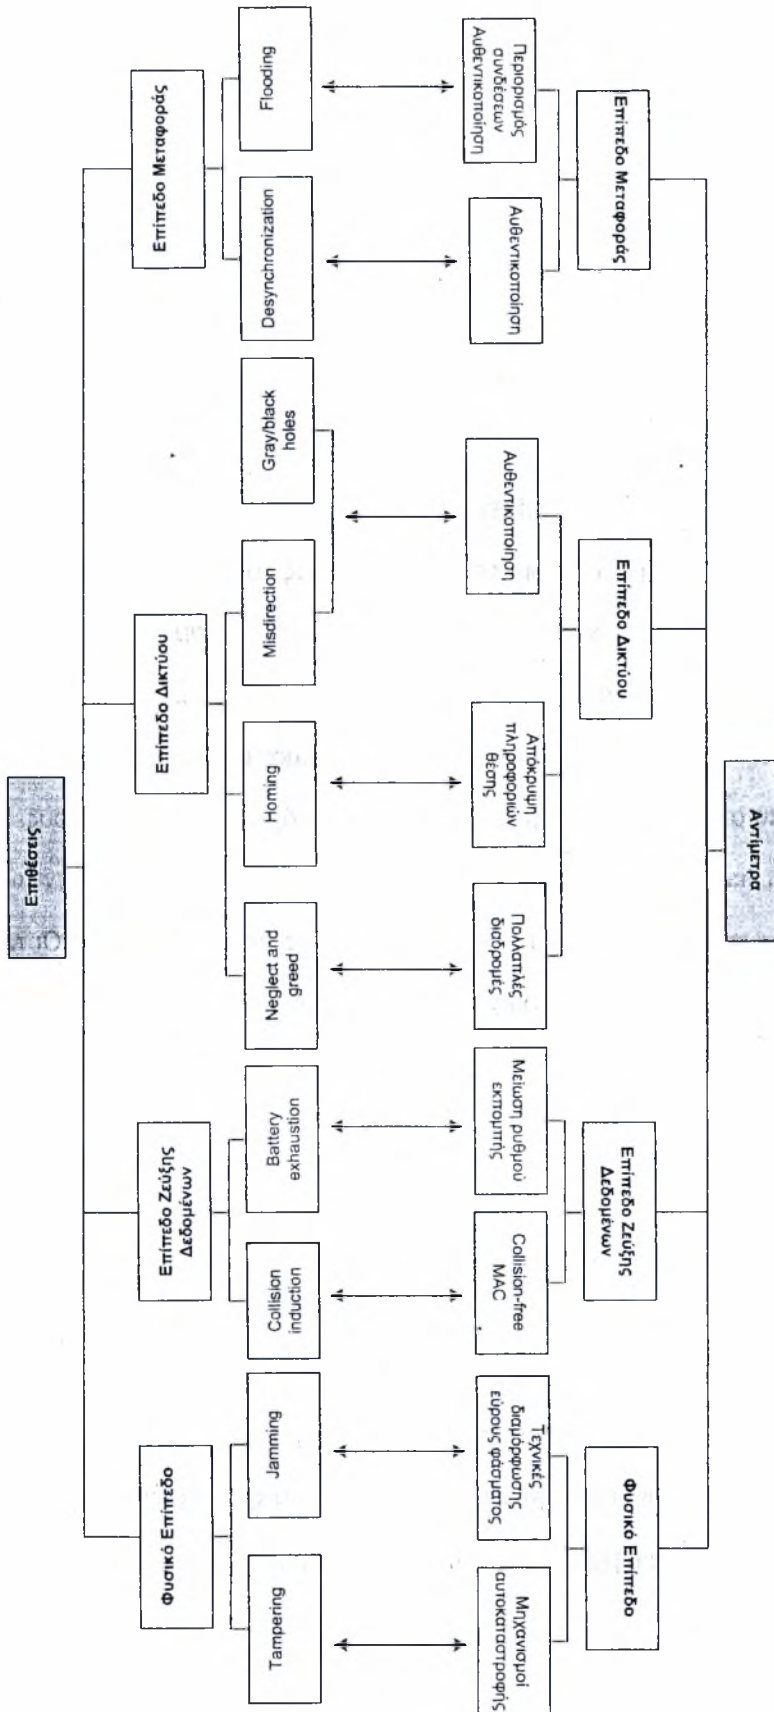 Αντίμετρα
Επίπεδο Μεταφοράς
Επίπεδο Δικτύου
Επίπεδο Ζεύξης
Δεδομένων
Φυσικό Επίπεδο
Περιορισμός
συνδέσεων
Αυθεντικοποίηση
Αυθεντικοποίηση
Αυθεντικοποίηση
Απόκρυψη
πληροφοριών
θέσης
Πολλαπλές
διαδρομές
Μείωση ρυθμού
εκπομπής
Collision-free
MAC
Τεχνικές
διαμόρφωσης
εύρους φάσματος
Μηχανισμοί
αυτοκαταστροφής
Flooding
Desynchronization
Gray/black
holes
Misdirection
Homing
Neglect and
greed
Battery
exhaustion
Collision
induction
Jamming
Tampering
Επίπεδο Μεταφοράς
Επίπεδο Δικτύου
Επίπεδο Ζεύξης
Δεδομένων
Φυσικό Επίπεδο
Επιθέσεις